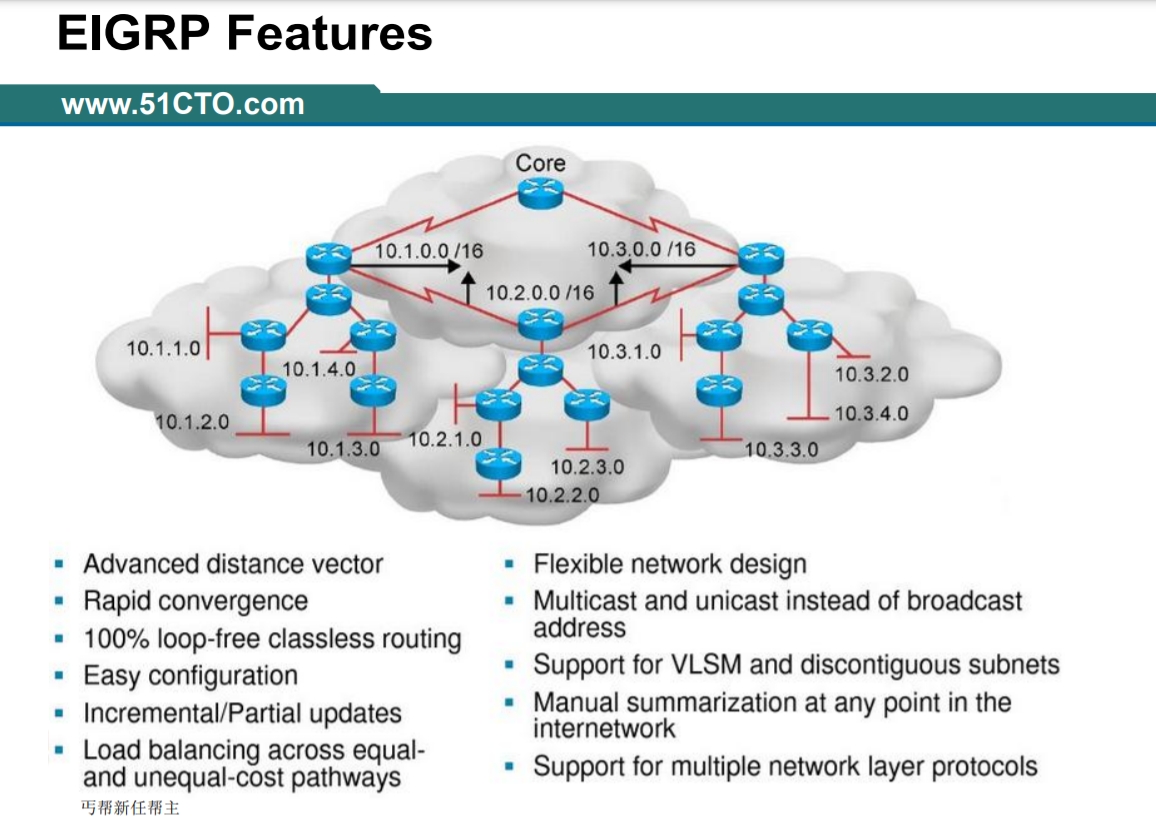 EIGRP Features
www.51CTO.com
Core
10.1.0.0 /16
10.3.0.0 /16
10.2.0.0 /16
10.1.1.0
10.1.4.0
10.1.2.0
10.1.3.0
10.2.1.0
10.2.3.0
10.2.2.0
10.3.1.0
10.3.2.0
10.3.4.0
10.3.3.0
▪ Advanced distance vector
▪ Rapid convergence
▪ 100% loop-free classless routing
▪ Easy configuration
▪ Incremental/Partial updates
▪ Load balancing across equal-
and unequal-cost pathways
▪ Flexible network design
▪ Multicast and unicast instead of broadcast
address
▪ Support for VLSM and discontiguous subnets
▪ Manual summarization at any point in the
internetwork
▪ Support for multiple network layer protocols
丐帮新任帮主